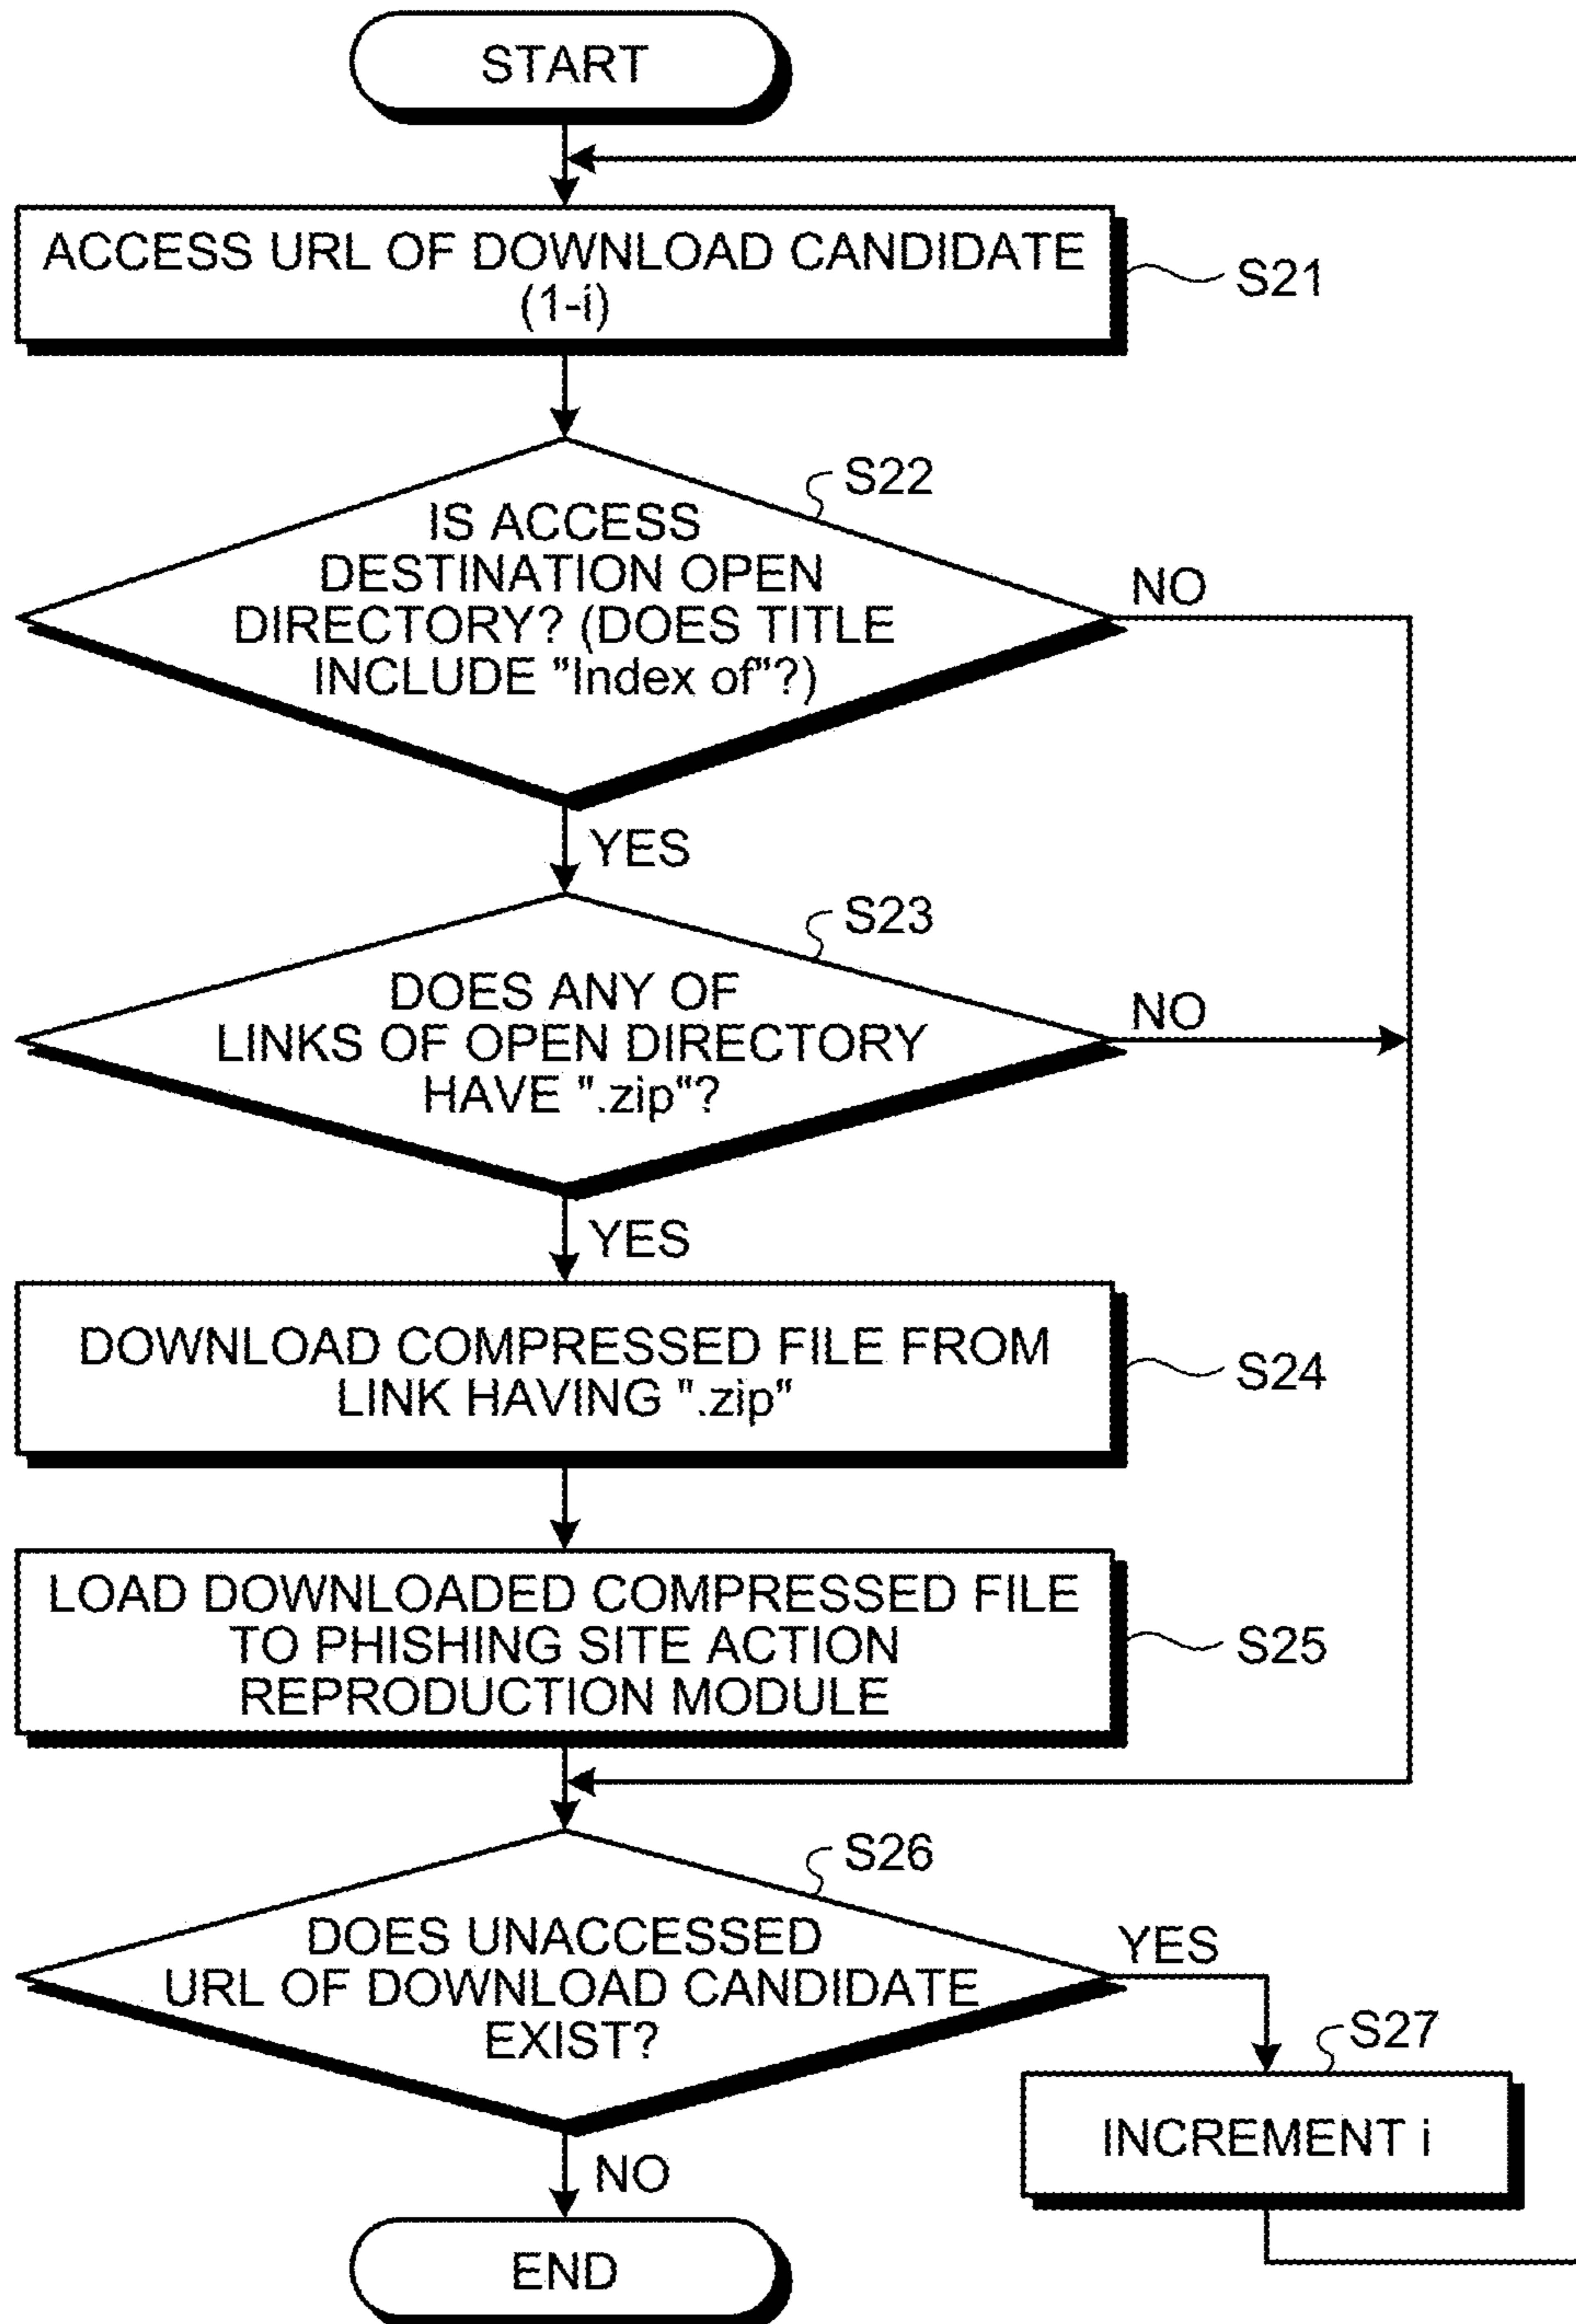 START
ACCESS URL OF DOWNLOAD CANDIDATE
(1-i)
S21
S22
IS ACCESS
DESTINATION OPEN
DIRECTORY? (DOES TITLE
INCLUDE "Index of"?)
NO
YES
S23
DOES ANY OF
LINKS OF OPEN DIRECTORY
HAVE ".zip"?
NO
YES
DOWNLOAD COMPRESSED FILE FROM
LINK HAVING ".zip"
S24
LOAD DOWNLOADED COMPRESSED FILE
TO PHISHING SITE ACTION
REPRODUCTION MODULE
S25
S26
DOES UNACCESSED
URL OF DOWNLOAD CANDIDATE
EXIST?
YES
S27
INCREMENT i
NO
END